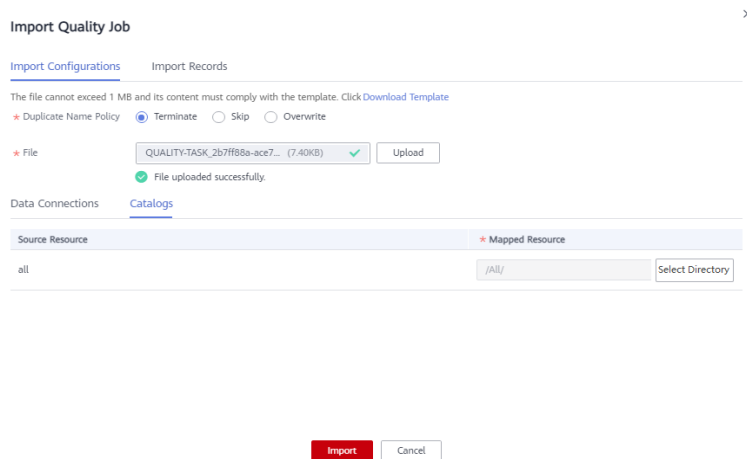 Import Quality Job
Import Configurations Import Records
The file cannot exceed 1 MB and its content must comply with the template. Click Download Template
* Duplicate Name Policy Terminate Skip Overwrite
* File QUALITY-TASK_2b7ff88a-ace7... (7.40KB) Upload
File uploaded successfully.
Data Connections Catalogs
Source Resource * Mapped Resource
all /All/ Select Directory
Import Cancel